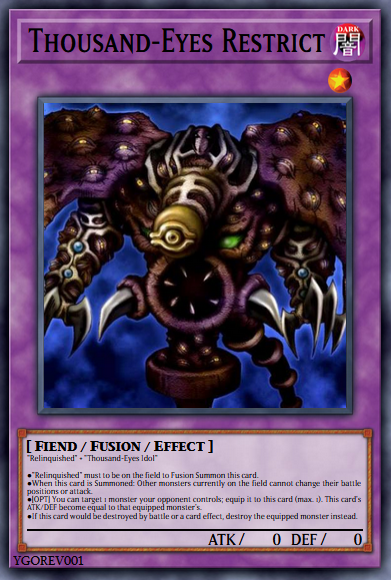 Thousand-Eyes Restrict
DARK
闇
[ Fiend / Fusion / Effect ]
"Relinquished" + "Thousand-Eyes Idol"
●"Relinquished" must be on the field to Fusion Summon this card.
●When this card is Summoned: Other monsters currently on the field cannot change their battle
positions or attack.
●[OPT] You can target 1 monster your opponent controls; equip it to this card (max. 1). This card's
ATK/DEF become equal to that equipped monster's.
●If this card would be destroyed by battle or a card effect, destroy the equipped monster instead.
ATK / 0 DEF / 0
YGOREV001